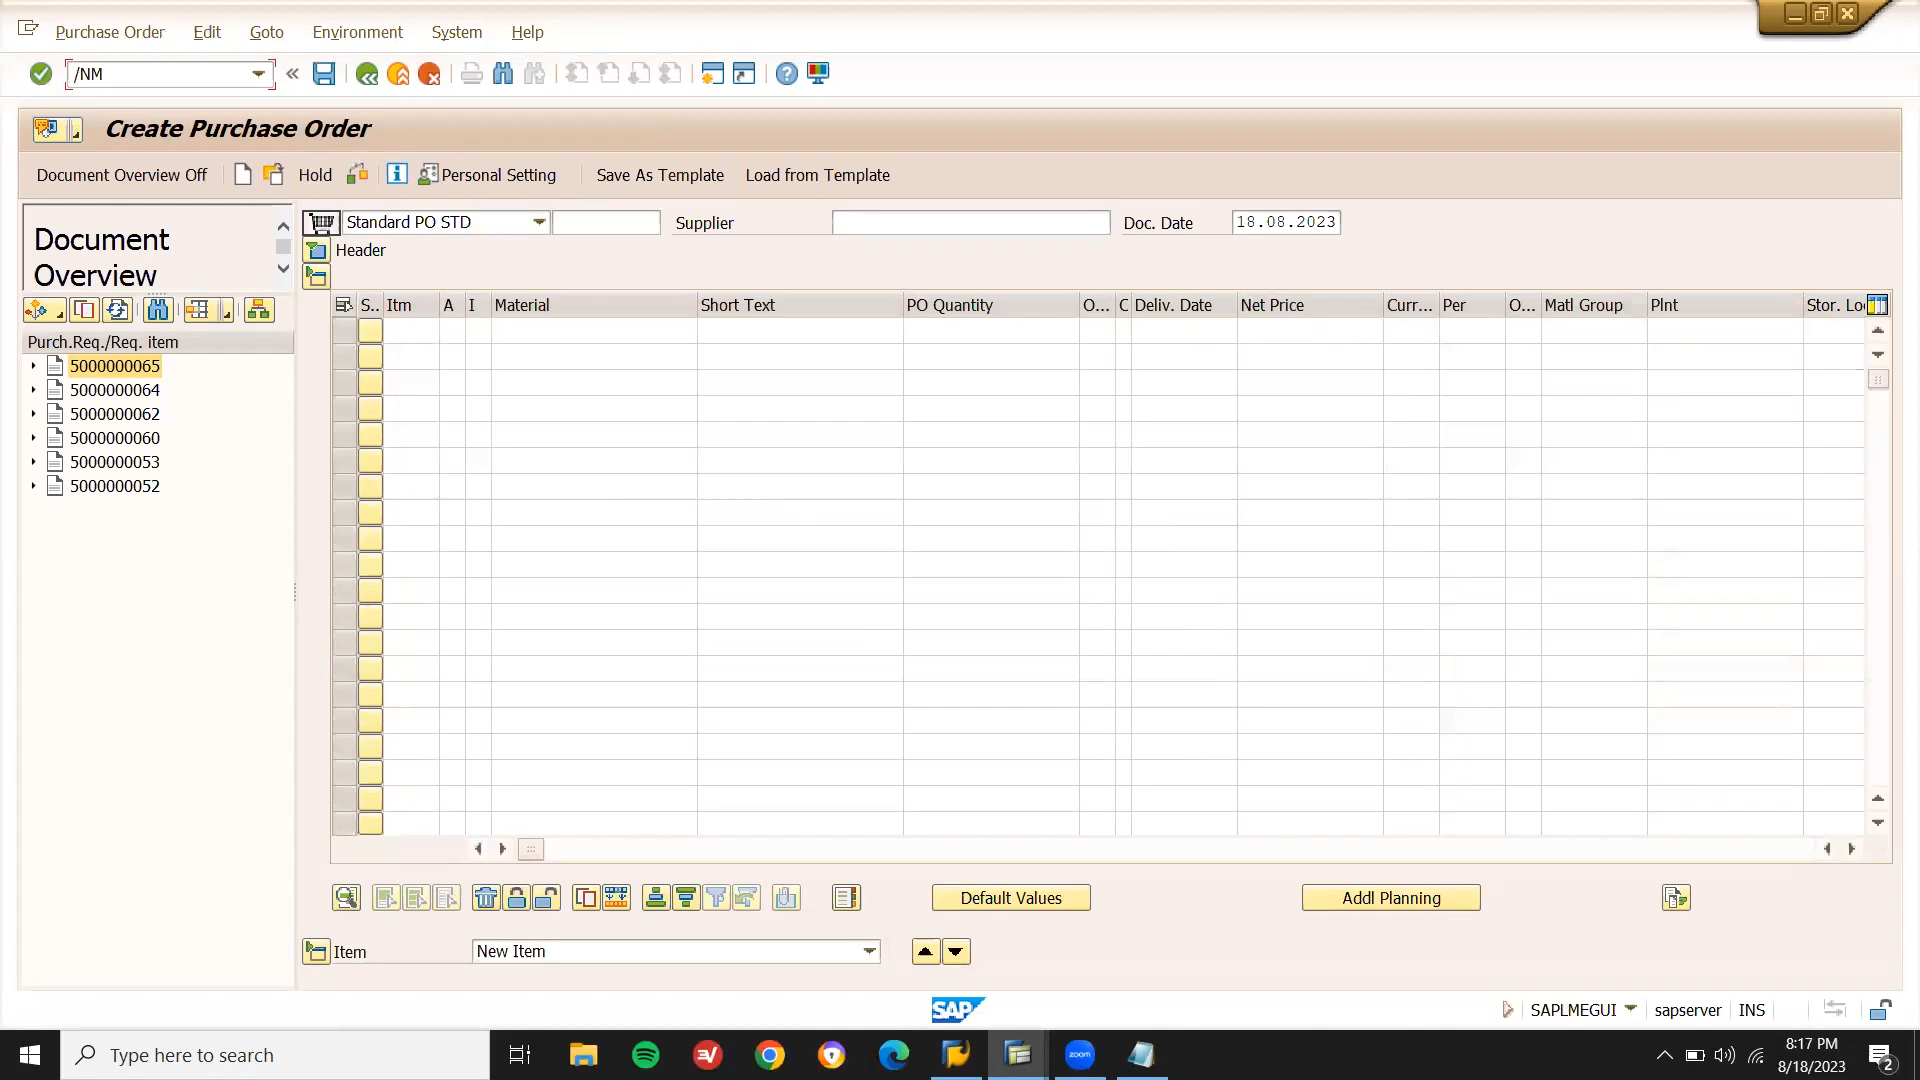 Purchase Order Edit Goto Environment System Help
/NM
Create Purchase Order
Document Overview Off Hold Personal Setting Save As Template Load from Template
Document Overview
Standard PO STD Supplier Doc. Date 18.08.2023
Header
S.. Itm A I Material Short Text PO Quantity O... C Deliv. Date Net Price Curr... Per O... Matl Group Plnt Stor. Lo
Purch.Req./Req. item
5000000065
5000000064
5000000062
5000000060
5000000053
5000000052
Default Values Addl Planning
Item New Item
SAP
SAPLMEGUI sapserver INS
Type here to search
EV
zoom
8:17 PM
8/18/2023
2